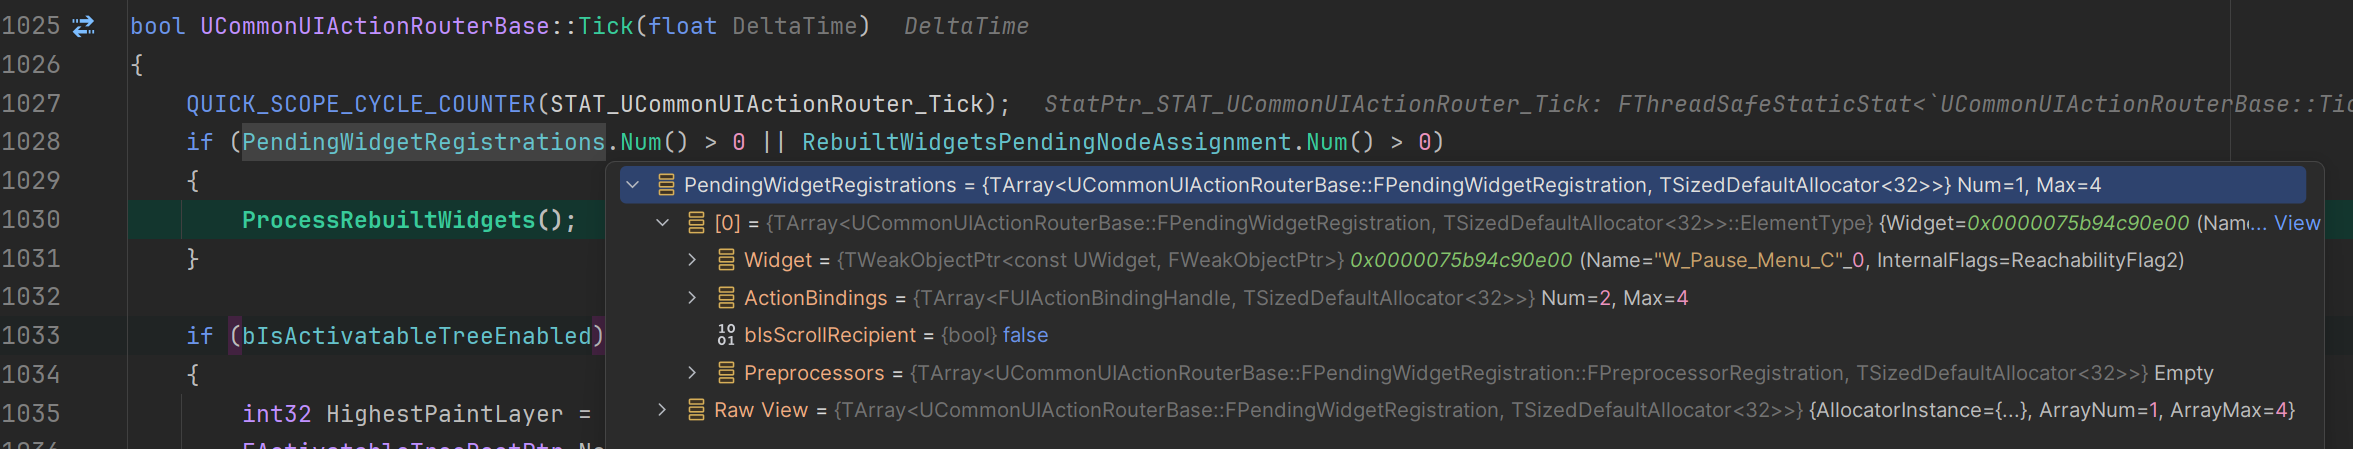 1025 bool UCommonUIActionRouterBase::Tick(float DeltaTime) DeltaTime
1026 {
1027 QUICK_SCOPE_CYCLE_COUNTER(STAT_UCommonUIActionRouter_Tick); StatPtr_STAT_UCommonUIActionRouter_Tick: FThreadSafeStaticStat<`UCommonUIActionRouterBase::Tic
1028 if (PendingWidgetRegistrations.Num() > 0 || RebuiltWidgetsPendingNodeAssignment.Num() > 0)
1029 {
PendingWidgetRegistrations = {TArray<UCommonUIActionRouterBase::FPendingWidgetRegistration, TSizedDefaultAllocator<32>>} Num=1, Max=4
1030 ProcessRebuiltWidgets();
[0] = {TArray<UCommonUIActionRouterBase::FPendingWidgetRegistration, TSizedDefaultAllocator<32>>::ElementType} {Widget=0x0000075b94c90e00 (Nam... View
1031 }
Widget = {TWeakObjectPtr<const UWidget, FWeakObjectPtr>} 0x0000075b94c90e00 (Name="W_Pause_Menu_C"_0, InternalFlags=ReachabilityFlag2)
1032
ActionBindings = {TArray<FUIActionBindingHandle, TSizedDefaultAllocator<32>>} Num=2, Max=4
1033 if (bIsActivatableTreeEnabled)
bIsScrollRecipient = {bool} false
1034 {
Preprocessors = {TArray<UCommonUIActionRouterBase::FPendingWidgetRegistration::FPreprocessorRegistration, TSizedDefaultAllocator<32>>} Empty
1035 int32 HighestPaintLayer =
Raw View = {TArray<UCommonUIActionRouterBase::FPendingWidgetRegistration, TSizedDefaultAllocator<32>>} {AllocatorInstance={...}, ArrayNum=1, ArrayMax=4}